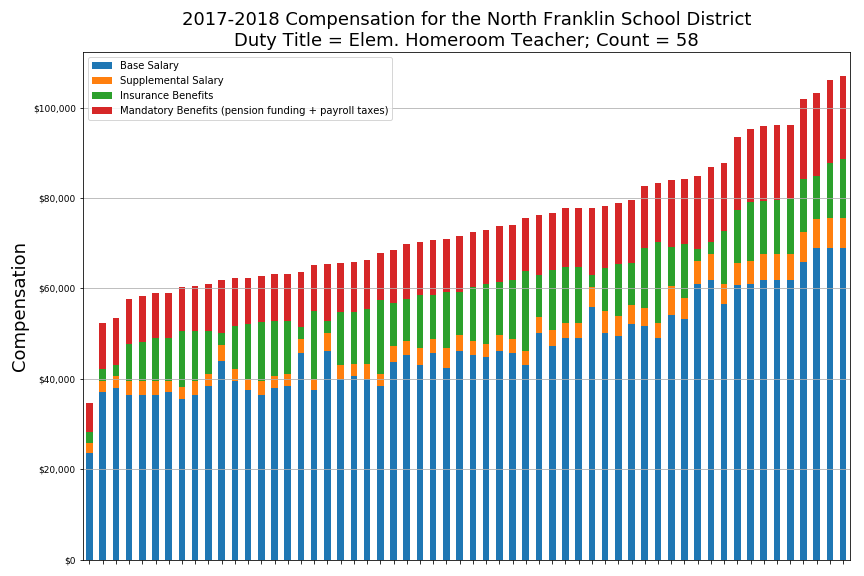 2017-2018 Compensation for the North Franklin School District
Duty Title = Elem. Homeroom Teacher; Count = 58
Base Salary
Supplemental Salary
Insurance Benefits
Mandatory Benefits (pension funding + payroll taxes)
$100,000
$80,000
$60,000
$40,000
$20,000
$0
Compensation